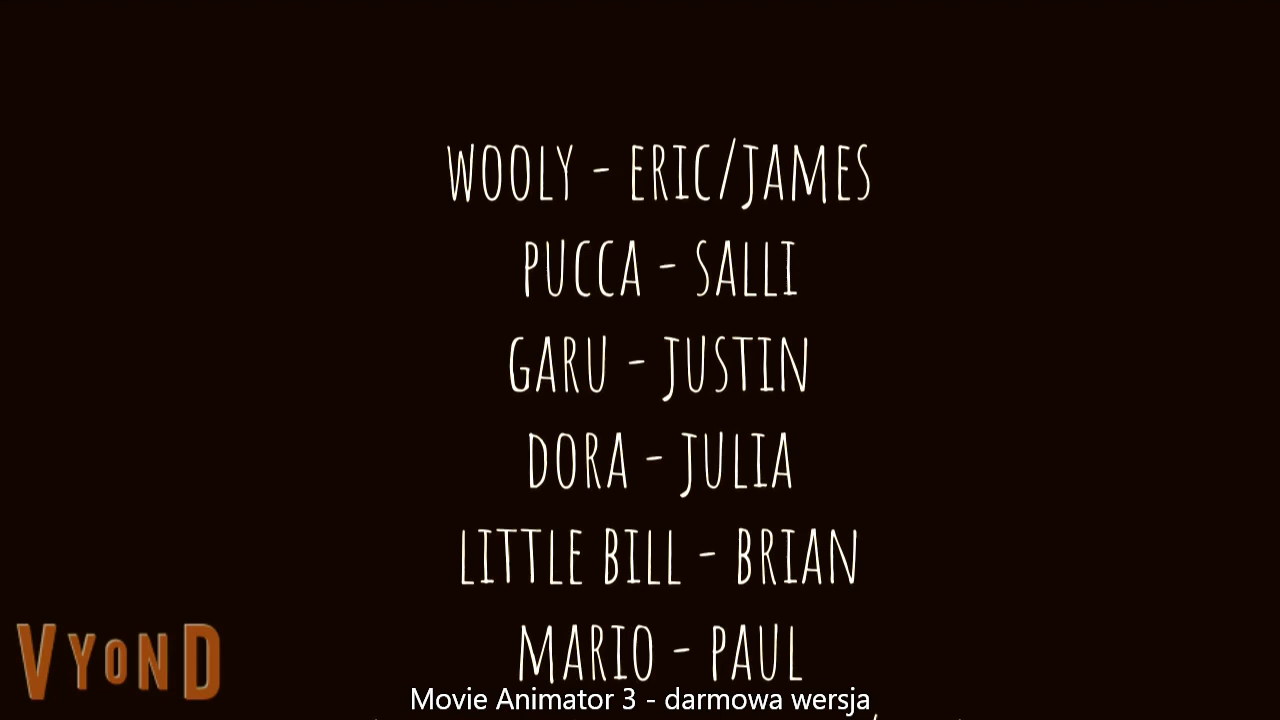 WOOLY - ERIC/JAMES
PUCCA - SALLI
GARU - JUSTIN
DORA - JULIA
LITTLE BILL - BRIAN
MARIO - PAUL
VYOND
Movie Animator 3 - darmowa wersja